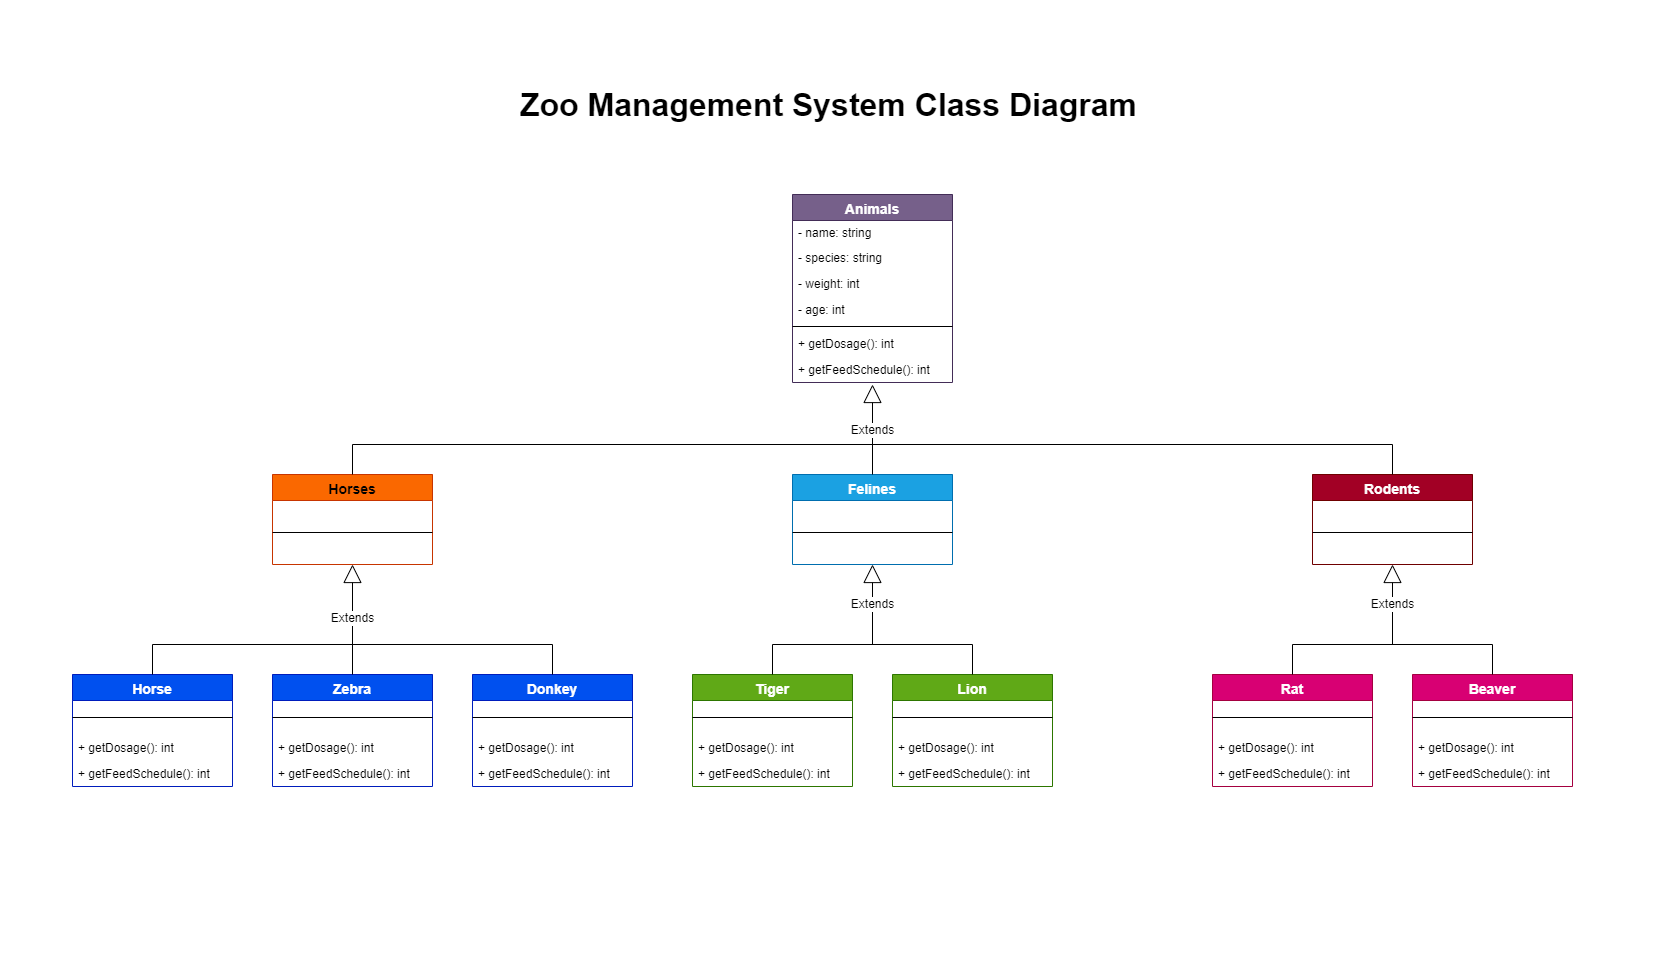 Zoo Management System Class Diagram
Animals
- name: string
- species: string
- weight: int
- age: int
+ getDosage(): int
+ getFeedSchedule(): int
Extends
Horses
Felines
Rodents
Extends
Extends
Extends
Horse
+ getDosage(): int
+ getFeedSchedule(): int
Zebra
+ getDosage(): int
+ getFeedSchedule(): int
Donkey
+ getDosage(): int
+ getFeedSchedule(): int
Tiger
+ getDosage(): int
+ getFeedSchedule(): int
Lion
+ getDosage(): int
+ getFeedSchedule(): int
Rat
+ getDosage(): int
+ getFeedSchedule(): int
Beaver
+ getDosage(): int
+ getFeedSchedule(): int